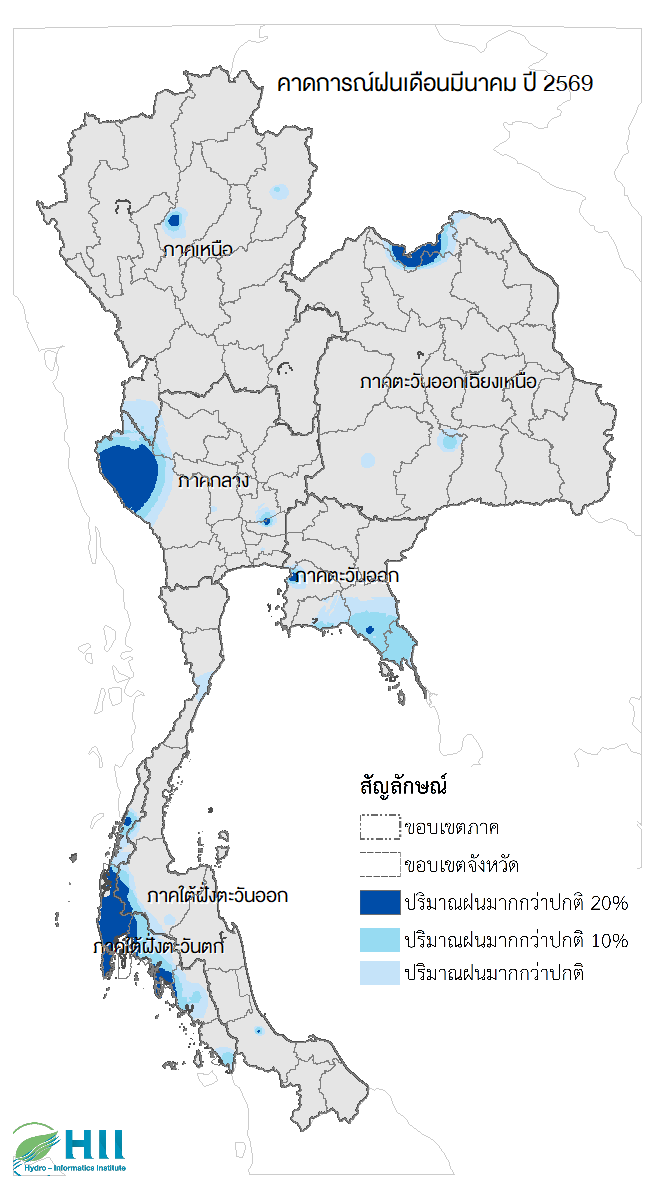 คาดการณ์ฝนเดือนมีนาคม ปี 2569
ภาคเหนือ
ภาคตะวันออกเฉียงเหนือ
ภาคกลาง
ภาคตะวันออก
สัญลักษณ์
ขอบเขตภาค
ขอบเขตจังหวัด
ปริมาณฝนมากกว่าปกติ 20%
ปริมาณฝนมากกว่าปกติ 10%
ปริมาณฝนมากกว่าปกติ
ภาคใต้ฝั่งตะวันออก
ภาคใต้ฝั่งตะวันตก
HII
Hydro – Informatics Institute